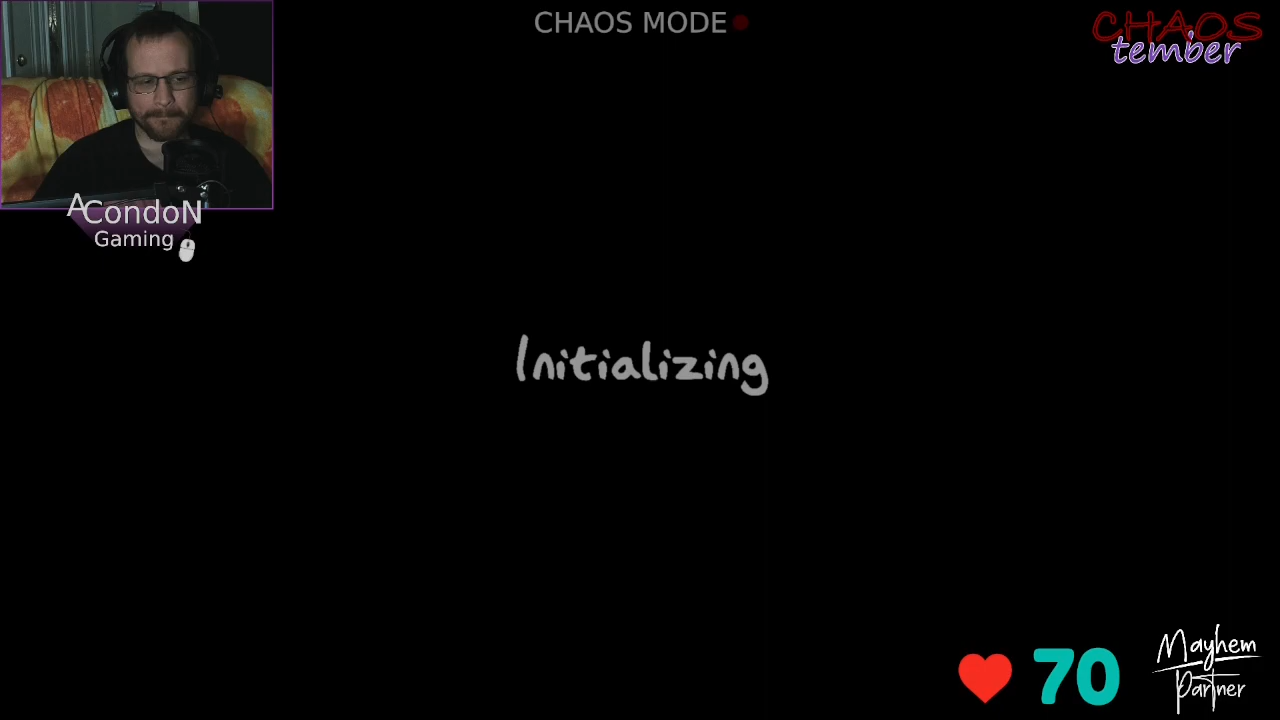 CHAOS MODE
CHAOS
tember
ACondoN
Gaming
Initializing
70
Mayhem
Partner